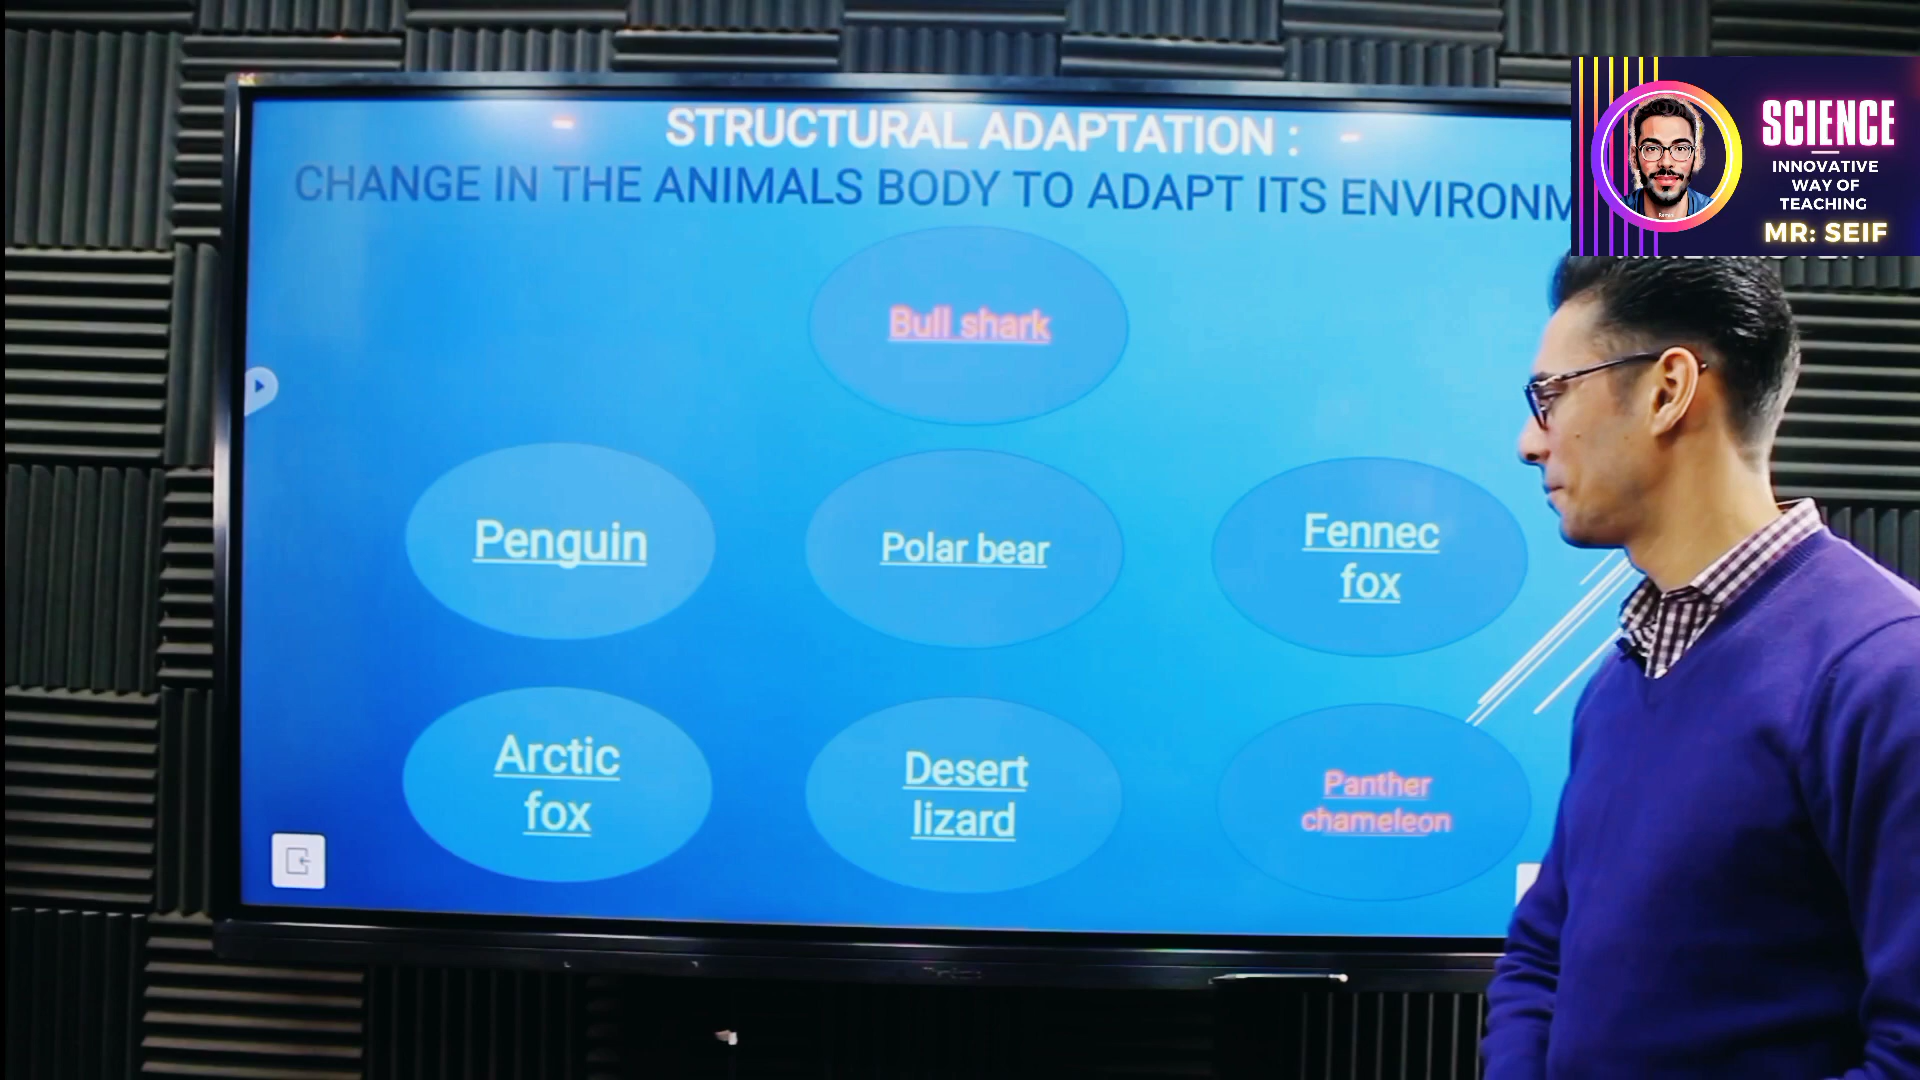 STRUCTURAL ADAPTATION :
CHANGE IN THE ANIMALS BODY TO ADAPT ITS
Bull shark
Penguin
Polar bear
Fennec
fox
Arctic
fox
Desert
lizard
Panther
chameleon
SCIENCE
INNOVATIVE
WAY OF
TEACHING
MR: SEIF